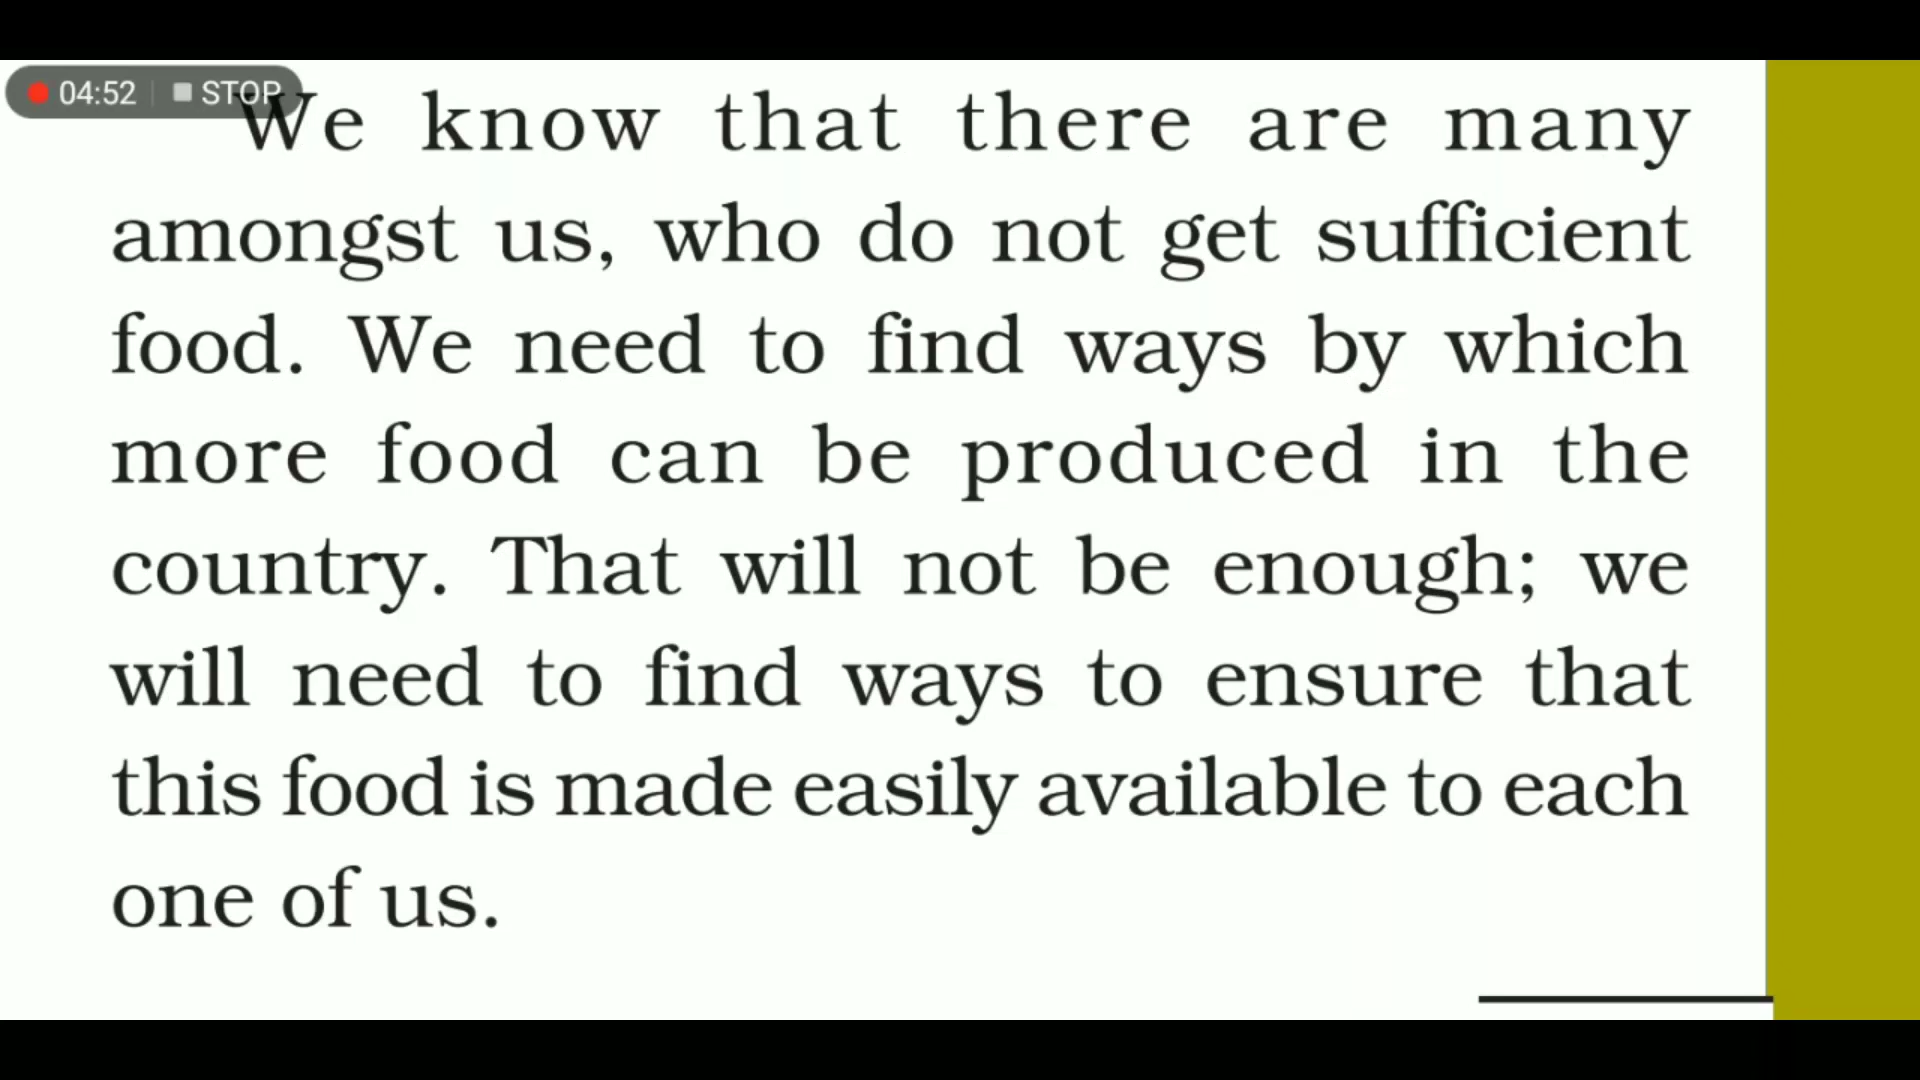 04:52 STOP
We know that there are many
amongst us, who do not get sufficient
food. We need to find ways by which
more food can be produced in the
country. That will not be enough; we
will need to find ways to ensure that
this food is made easily available to each
one of us.